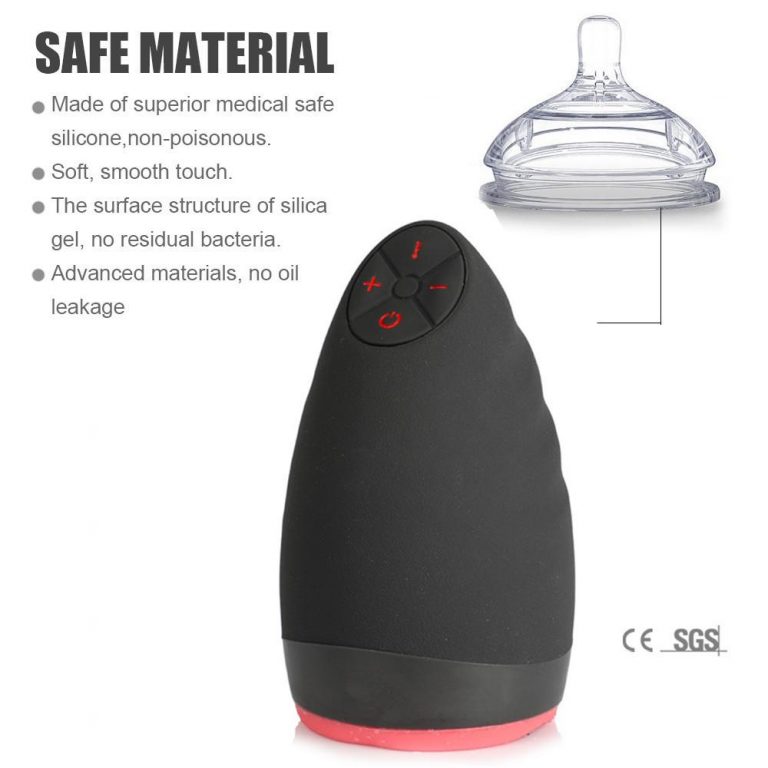 SAFE MATERIAL
Made of superior medical safe
silicone,non-poisonous.
Soft, smooth touch.
The surface structure of silica
gel, no residual bacteria.
Advanced materials, no oil
leakage
CE SGS